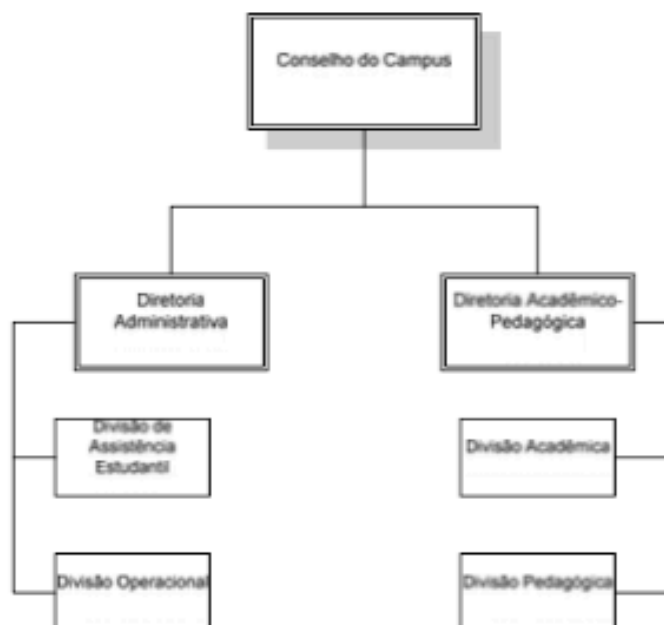 Conselho do Campus
Diretoria
Administrativa
Diretoria Acadêmico-
Pedagógica
Divisão de
Assistência
Estudantil
Divisão Acadêmica
Divisão Operacional
Divisão Pedagógica